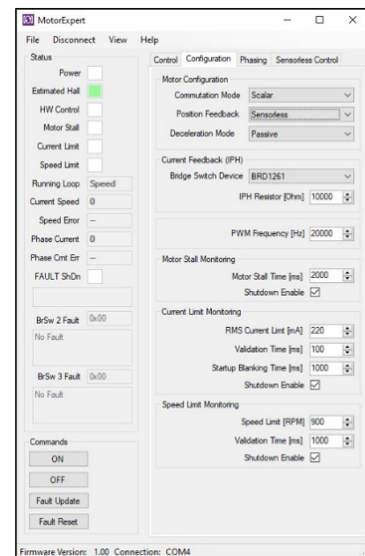 MotorExpert
File Disconnect View Help
Status
Power
Estimated Hall
HW Control
Motor Stall
Current Limit
Speed Limit
Running Loop Speed
Current Speed 0
Speed Error --
Phase Current 0
Phase Crnt Err --
FAULT ShDn
BrSw 2 Fault 0x00
No Fault
BrSw 3 Fault 0x00
No Fault
Commands
ON
OFF
Fault Update
Fault Reset
Control Configuration Phasing Sensorless Control
Motor Configuration
Commutation Mode Scalar
Position Feedback Sensorless
Deceleration Mode Passive
Current Feedback (IPH)
Bridge Switch Device BRD1261
IPH Resistor [Ohm] 10000
PWM Frequency [Hz] 20000
Motor Stall Monitoring
Motor Stall Time [ms] 2000
Shutdown Enable
Current Limit Monitoring
RMS Current Limit [mA] 220
Validation Time [ms] 100
Startup Blanking Time [ms] 1000
Shutdown Enable
Speed Limit Monitoring
Speed Limit [RPM] 900
Validation Time [ms] 1000
Shutdown Enable
Firmware Version: 1.00 Connection: COM4